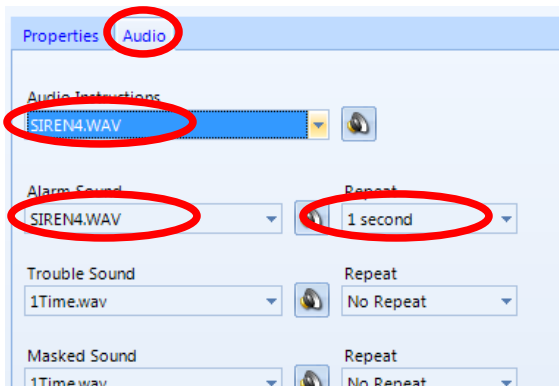 Properties Audio
Audio Instructions
SIREN4.WAV
Alarm Sound Repeat
SIREN4.WAV 1 second
Trouble Sound Repeat
1Time.wav No Repeat
Masked Sound Repeat
1Time.wav No Repeat